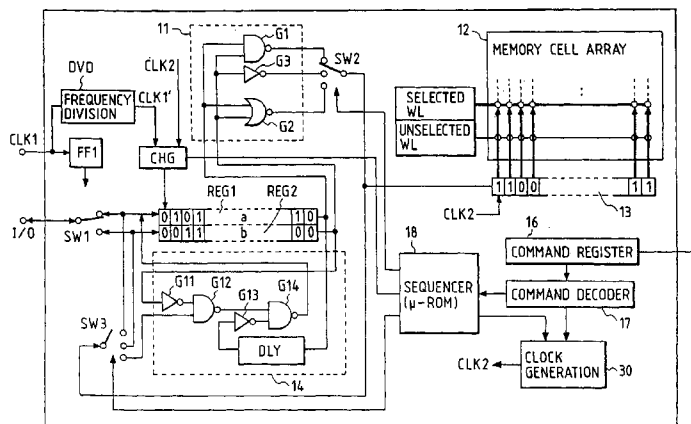 11
G1
G3
G2
SW2
12
MEMORY CELL ARRAY
SELECTED
WL
UNSELECTED
WL
1 1 0 0
1 1
13
CLK2
DVD
FREQUENCY
DIVISION
CLK2
CLK1'
CLK1
FF1
CHG
I/O
SW1
REG1
REG2
0 1 0 1
a
1 0
0 0 1 1
b
G11
G12
G13
G14
DLY
14
SW3
18
SEQUENCER
(μ-ROM)
16
COMMAND REGISTER
COMMAND DECODER
17
CLK2
CLOCK
GENERATION
30